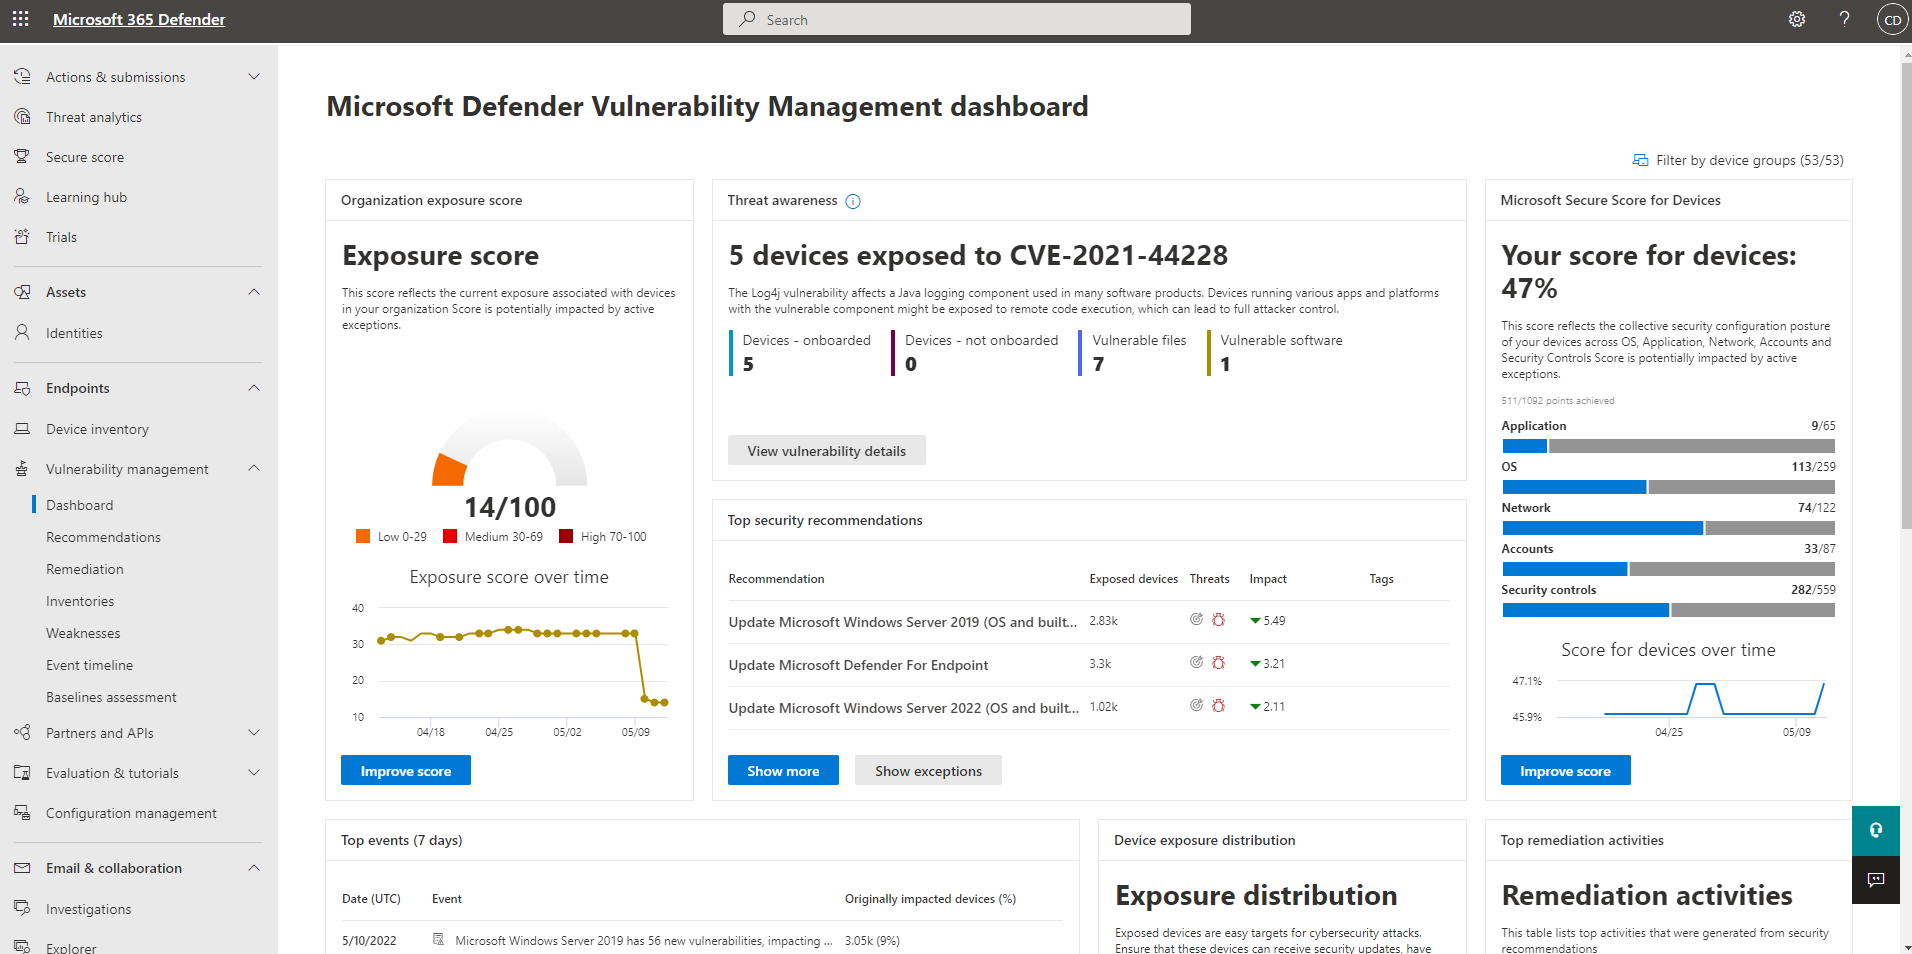 Microsoft 365 Defender
Search
?
CD
Actions & submissions
Threat analytics
Secure score
Learning hub
Trials
Assets
Identities
Endpoints
Device inventory
Vulnerability management
Dashboard
Recommendations
Remediation
Inventories
Weaknesses
Event timeline
Baselines assessment
Partners and APIs
Evaluation & tutorials
Configuration management
Email & collaboration
Investigations
Explorer
Microsoft Defender Vulnerability Management dashboard
Filter by device groups (53/53)
Organization exposure score
Exposure score
This score reflects the current exposure associated with devices
in your organization Score is potentially impacted by active
exceptions.
14/100
Low 0-29 Medium 30-69 High 70-100
Exposure score over time
40
30
20
10
04/18 04/25 05/02 05/09
Improve score
Threat awareness
5 devices exposed to CVE-2021-44228
The Log4j vulnerability affects a Java logging component used in many software products. Devices running various apps and platforms
with the vulnerable component might be exposed to remote code execution, which can lead to full attacker control.
Devices - onboarded Devices - not onboarded Vulnerable files Vulnerable software
5 0 7 1
View vulnerability details
Top security recommendations
Recommendation Exposed devices Threats Impact Tags
Update Microsoft Windows Server 2019 (OS and built... 2.83k 5.49
Update Microsoft Defender For Endpoint 3.3k 3.21
Update Microsoft Windows Server 2022 (OS and built... 1.02k 2.11
Show more Show exceptions
Microsoft Secure Score for Devices
Your score for devices:
47%
This score reflects the collective security configuration posture
of your devices across OS, Application, Network, Accounts and
Security Controls Score is potentially impacted by active
exceptions.
511/1092 points achieved
Application 9/65
OS 113/259
Network 74/122
Accounts 33/87
Security controls 282/559
Score for devices over time
47.1%
45.9%
04/25 05/09
Improve score
Top events (7 days)
Date (UTC) Event Originally impacted devices (%)
5/10/2022 Microsoft Windows Server 2019 has 56 new vulnerabilities, impacting ... 3.05k (9%)
Device exposure distribution
Exposure distribution
Exposed devices are easy targets for cybersecurity attacks.
Ensure that these devices can receive security updates, have
Top remediation activities
Remediation activities
This table lists top activities that were generated from security
recommendations